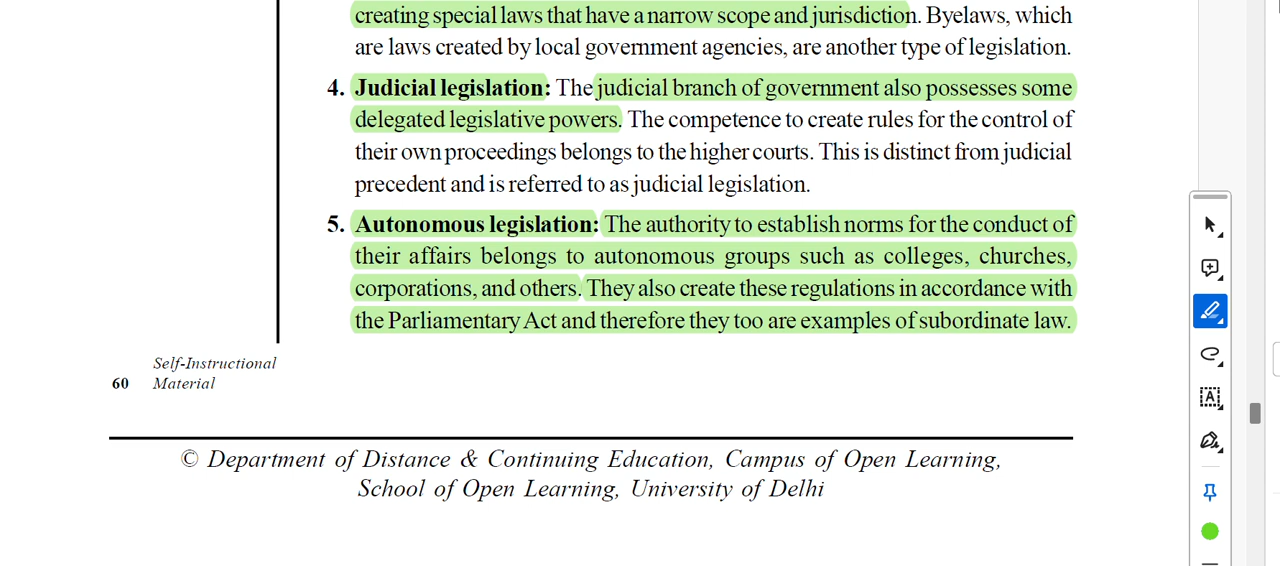 creating special laws that have a narrow scope and jurisdiction. Byelaws, which
are laws created by local government agencies, are another type of legislation.
4. Judicial legislation: The judicial branch of government also possesses some
delegated legislative powers. The competence to create rules for the control of
their own proceedings belongs to the higher courts. This is distinct from judicial
precedent and is referred to as judicial legislation.
5. Autonomous legislation: The authority to establish norms for the conduct of
their affairs belongs to autonomous groups such as colleges, churches,
corporations, and others. They also create these regulations in accordance with
the Parliamentary Act and therefore they too are examples of subordinate law.
Self-Instructional
60 Material
© Department of Distance & Continuing Education, Campus of Open Learning,
School of Open Learning, University of Delhi